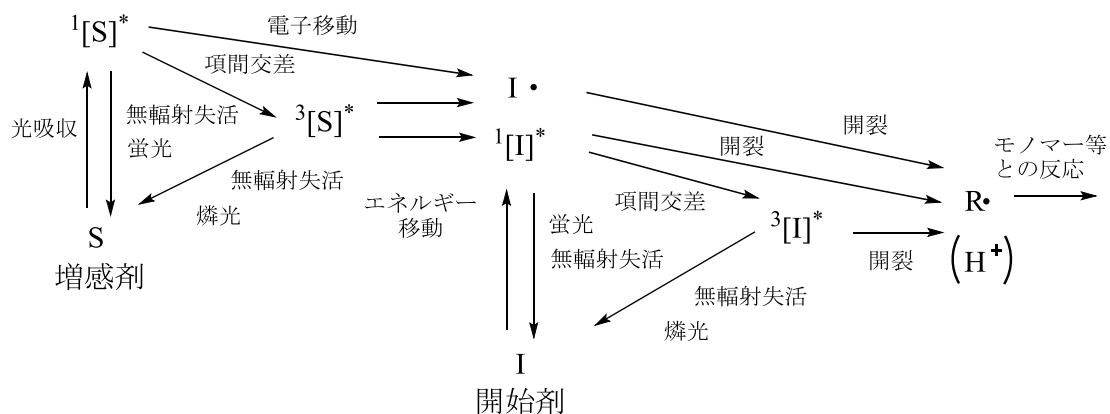 ¹[S]*
電子移動
項間交差
光吸収
無輻射失活
蛍光
³[S]*
無輻射失活
燐光
S
増感剤
I •
¹[I]*
エネルギー
移動
蛍光
無輻射失活
I
開始剤
開裂
開裂
項間交差
³[I]*
開裂
無輻射失活
燐光
モノマー等
との反応
R•
(H⁺)